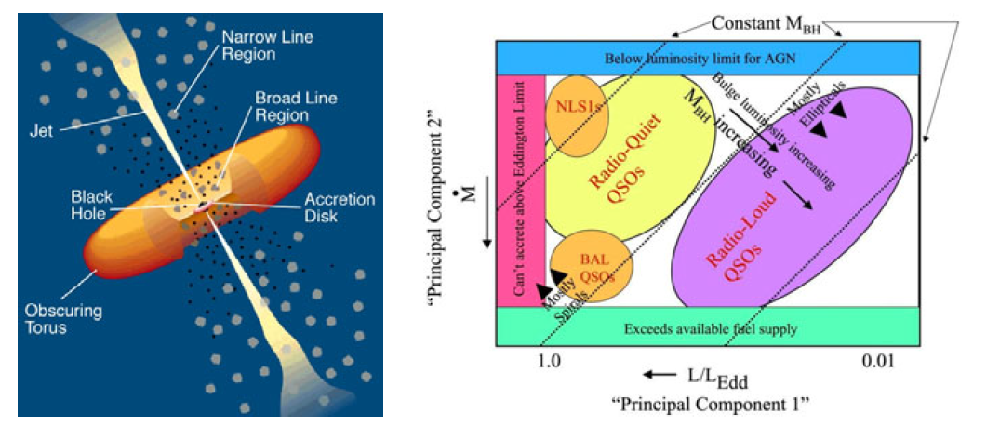 Narrow Line
Region
Broad Line
Region
Jet
Black
Hole
Accretion
Disk
Obscuring
Torus
Constant M_BH
Below luminosity limit for AGN
Can't accrete above Eddington Limit
NLS1s
Radio-Quiet
QSOs
M_BH increasing
Bulge luminosity increasing
Mostly
Ellipticals
Radio-Loud
QSOs
BAL
QSOs
Mostly
Spirals
Exceeds available fuel supply
"Principal Component 2"
Ṁ
1.0
0.01
L/L_Edd
"Principal Component 1"